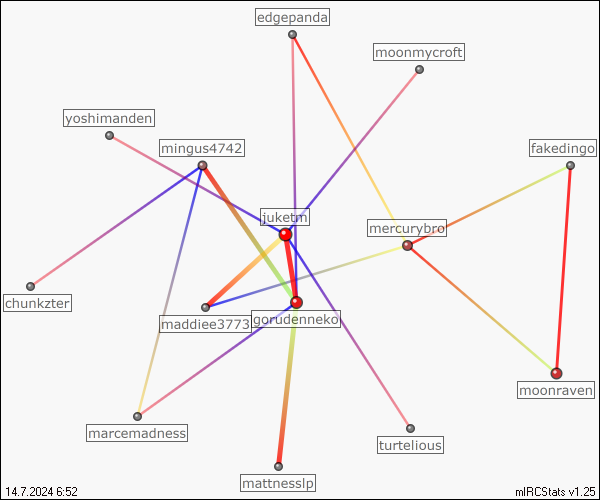 edgepanda
moonmycroft
yoshimanden
mingus4742
fakedingo
juketm
mercurybro
chunkzter
maddiee3773
gorudenneko
moonraven
marcemadness
turtelious
mattnesslp
14.7.2024 6:52
mIRCStats v1.25